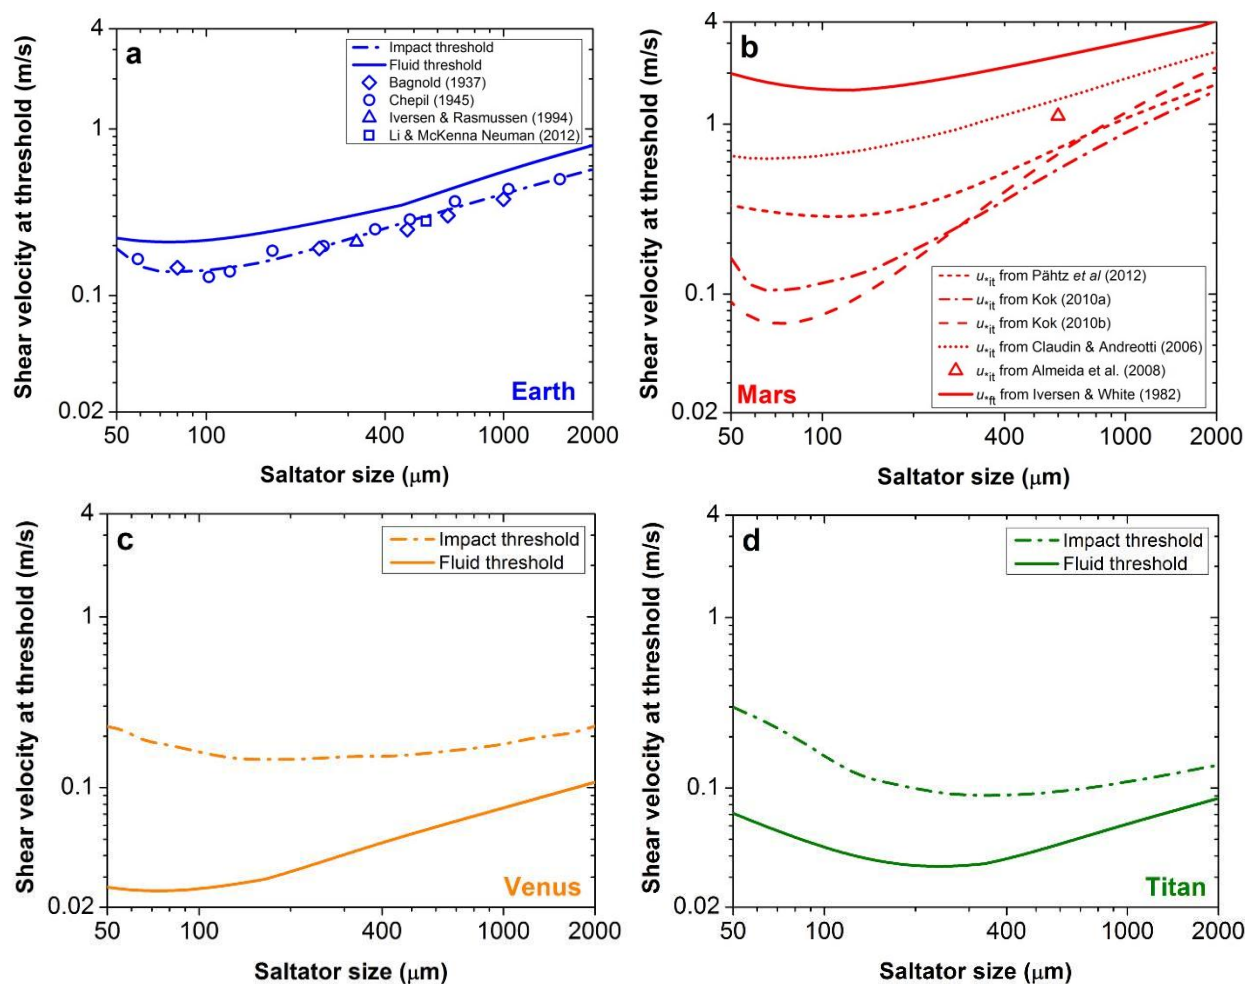 a
Impact threshold
Fluid threshold
Bagnold (1937)
Chepil (1945)
Iversen & Rasmussen (1994)
Li & McKenna Neuman (2012)
Earth
4
1
0.1
0.02
50 100 400 1000 2000
Saltator size (μm)
Shear velocity at threshold (m/s)
b
u*it from Pähtz et al (2012)
u*it from Kok (2010a)
u*it from Kok (2010b)
u*it from Claudin & Andreotti (2006)
u*it from Almeida et al. (2008)
u*ft from Iversen & White (1982)
Mars
4
1
0.1
0.02
50 100 400 1000 2000
Saltator size (μm)
Shear velocity at threshold (m/s)
c
Impact threshold
Fluid threshold
Venus
4
1
0.1
0.02
50 100 400 1000 2000
Saltator size (μm)
Shear velocity at threshold (m/s)
d
Impact threshold
Fluid threshold
Titan
4
1
0.1
0.02
50 100 400 1000 2000
Saltator size (μm)
Shear velocity at threshold (m/s)